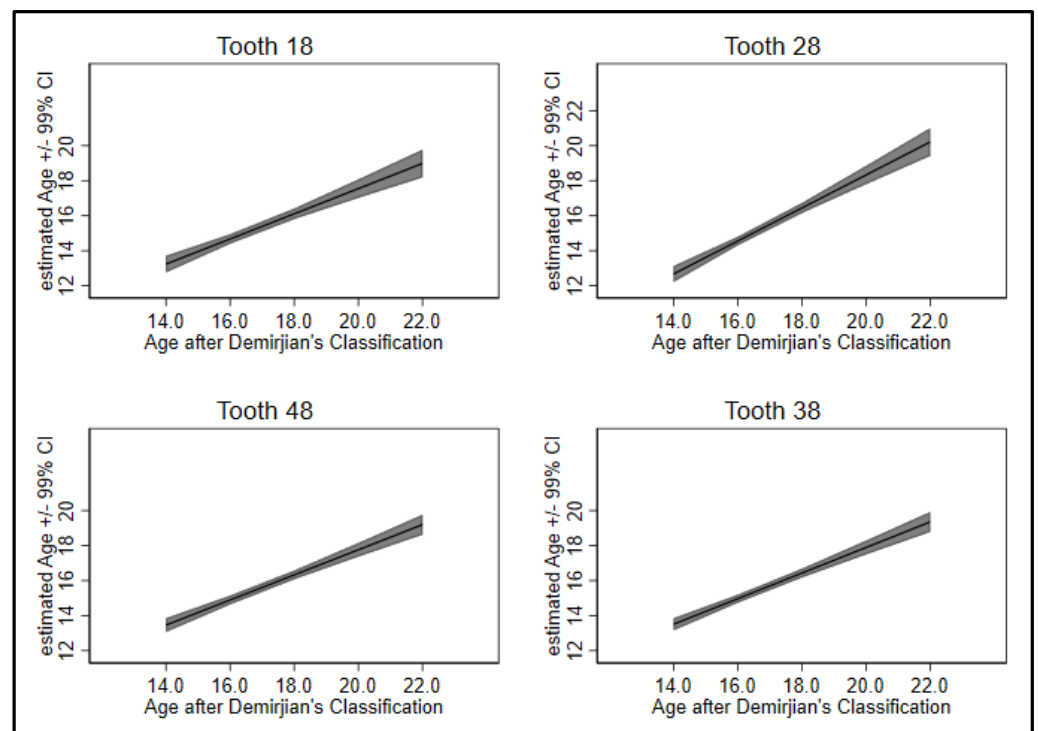 Tooth 18
estimated Age +/- 99% CI
12 14 16 18 20
14.0 16.0 18.0 20.0 22.0
Age after Demirjian's Classification
Tooth 28
estimated Age +/- 99% CI
12 14 16 18 20 22
14.0 16.0 18.0 20.0 22.0
Age after Demirjian's Classification
Tooth 48
estimated Age +/- 99% CI
12 14 16 18 20
14.0 16.0 18.0 20.0 22.0
Age after Demirjian's Classification
Tooth 38
estimated Age +/- 99% CI
12 14 16 18 20
14.0 16.0 18.0 20.0 22.0
Age after Demirjian's Classification